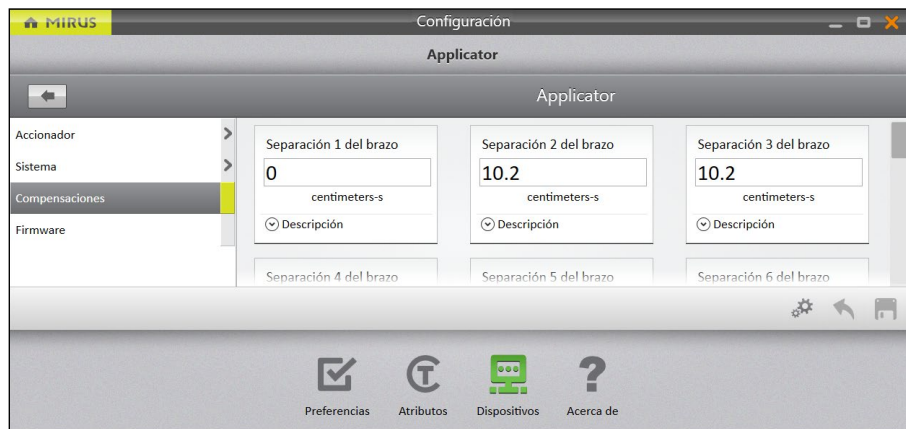 MIRUS
Configuración
Applicator
Applicator
Accionador
Sistema
Compensaciones
Firmware
Separación 1 del brazo
0
centimeters-s
Descripción
Separación 2 del brazo
10.2
centimeters-s
Descripción
Separación 3 del brazo
10.2
centimeters-s
Descripción
Separación 4 del brazo
Separación 5 del brazo
Separación 6 del brazo
Preferencias
Atributos
Dispositivos
Acerca de